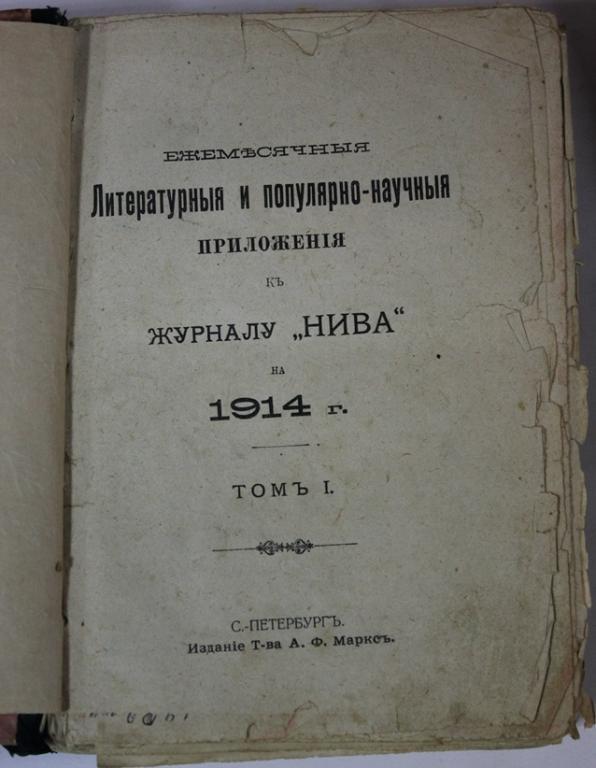 ЕЖЕМѢСЯЧНЫЯ
Литературныя и популярно-научныя
ПРИЛОЖЕНІЯ
КЪ
ЖУРНАЛУ „НИВА“
НА
1914 г.
ТОМЪ I.
С.-ПЕТЕРБУРГЪ.
Изданіе Т-ва А. Ф. Марксъ.